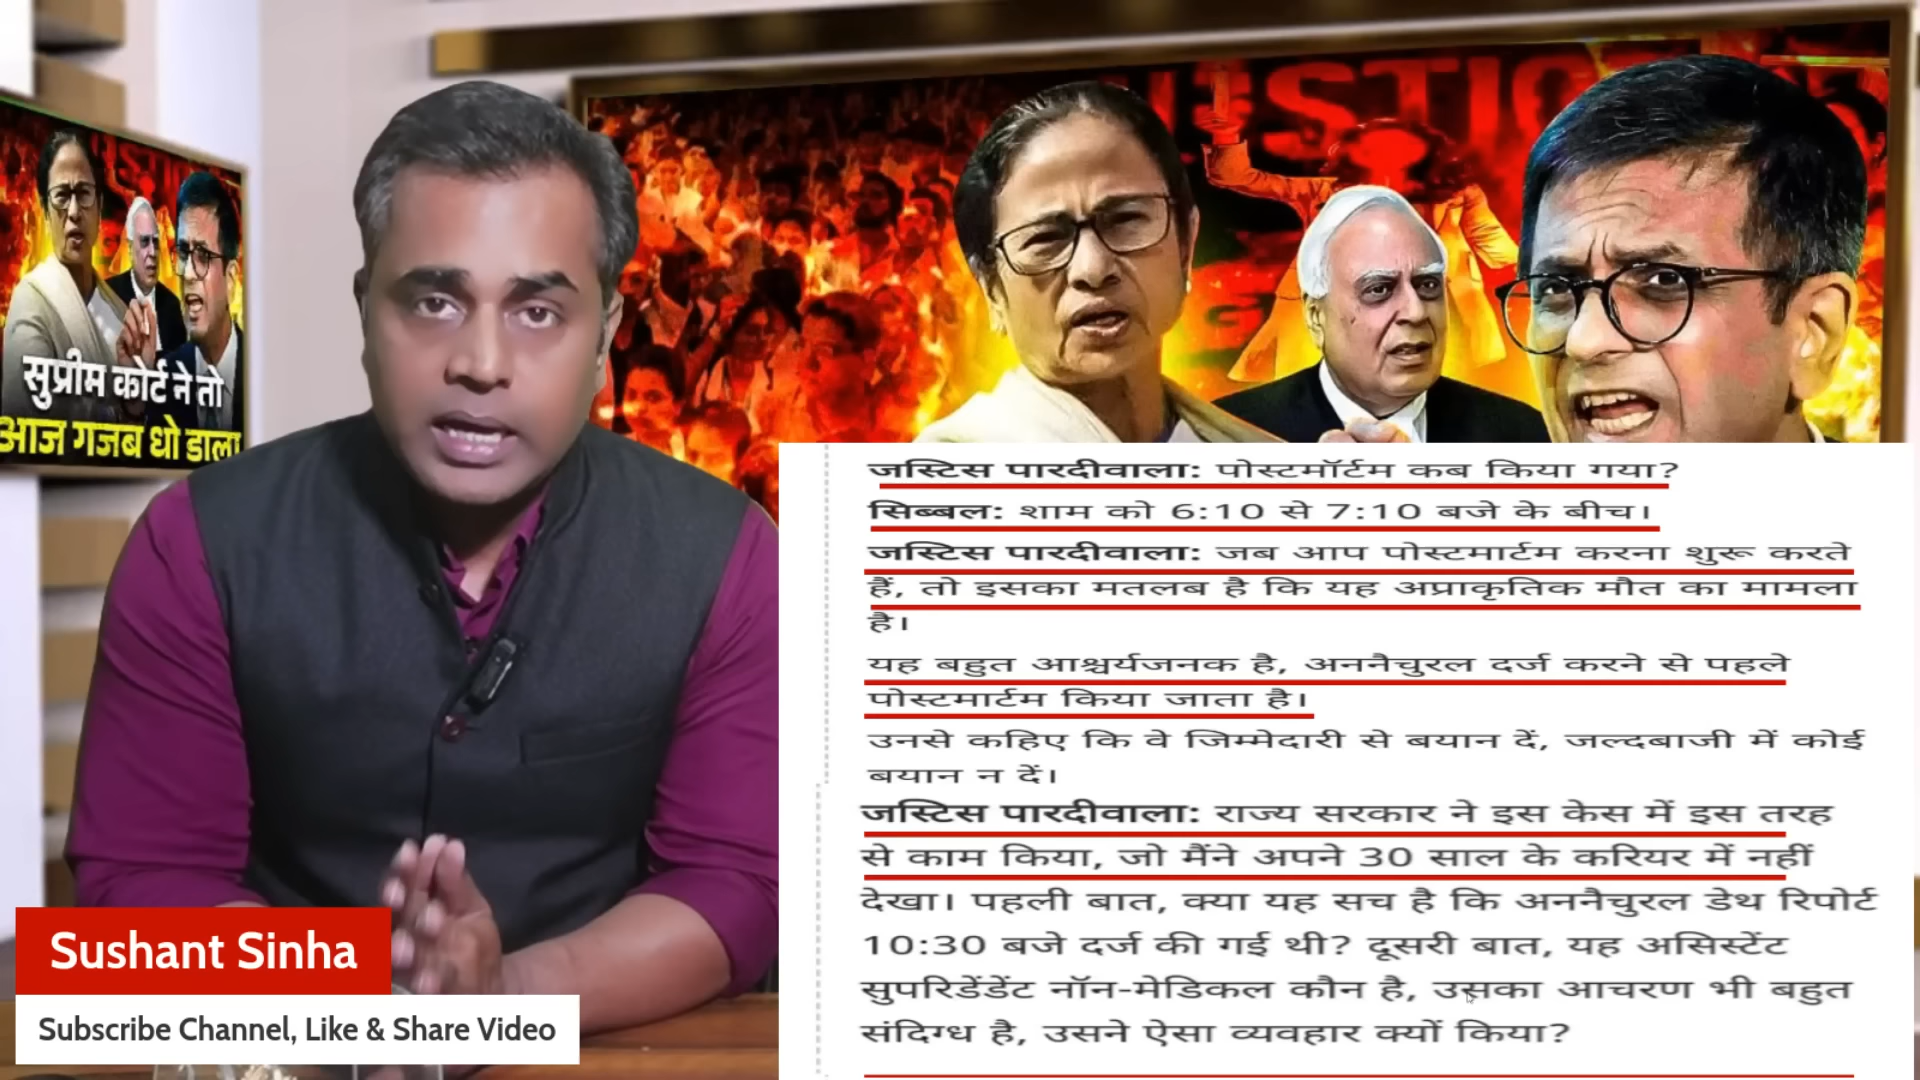 सुप्रीम कोर्ट ने तो
आज गजब धो डाला
जस्टिस पारदीवाला: पोस्टमॉर्टम कब किया गया?
सिब्बल: शाम को 6:10 से 7:10 बजे के बीच।
जस्टिस पारदीवाला: जब आप पोस्टमार्टम करना शुरू करते
हैं, तो इसका मतलब है कि यह अप्राकृतिक मौत का मामला
है।
यह बहुत आश्चर्यजनक है, अननैचुरल दर्ज करने से पहले
पोस्टमार्टम किया जाता है।
उनसे कहिए कि वे जिम्मेदारी से बयान दें, जल्दबाजी में कोई
बयान न दें।
जस्टिस पारदीवाला: राज्य सरकार ने इस केस में इस तरह
से काम किया, जो मैंने अपने 30 साल के करियर में नहीं
देखा। पहली बात, क्या यह सच है कि अननैचुरल डेथ रिपोर्ट
10:30 बजे दर्ज की गई थी? दूसरी बात, यह असिस्टेंट
सुपरिडेंडेंट नॉन-मेडिकल कौन है, उसका आचरण भी बहुत
संदिग्ध है, उसने ऐसा व्यवहार क्यों किया?
Sushant Sinha
Subscribe Channel, Like & Share Video